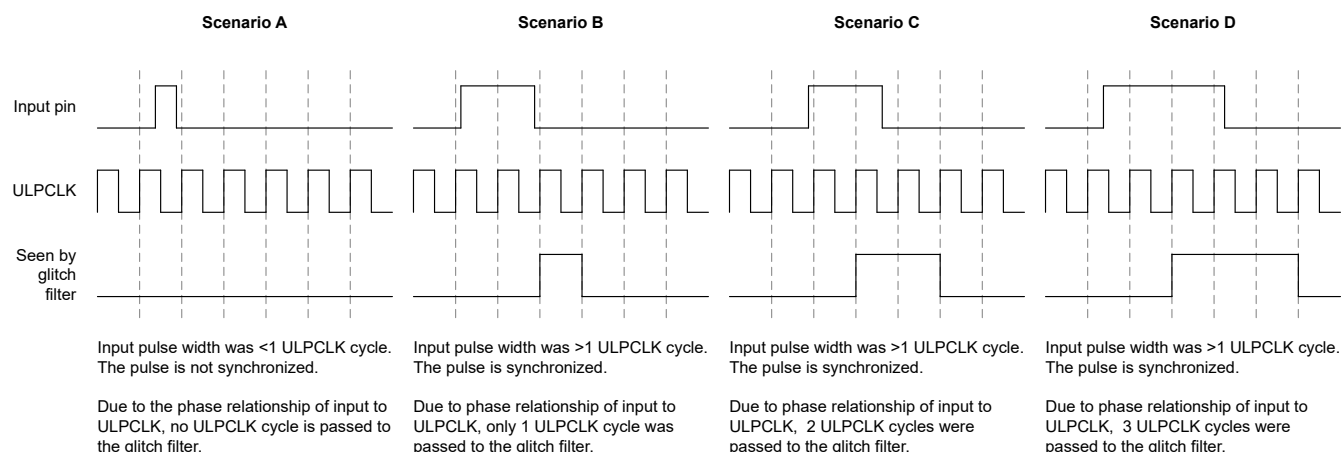 Scenario A
Scenario B
Scenario C
Scenario D
Input pin
ULPCLK
Seen by
glitch
filter
Input pulse width was <1 ULPCLK cycle.
The pulse is not synchronized.
Due to the phase relationship of input to
ULPCLK, no ULPCLK cycle is passed to
the glitch filter.
Input pulse width was >1 ULPCLK cycle.
The pulse is synchronized.
Due to phase relationship of input to
ULPCLK, only 1 ULPCLK cycle was
passed to the glitch filter.
Input pulse width was >1 ULPCLK cycle.
The pulse is synchronized.
Due to phase relationship of input to
ULPCLK, 2 ULPCLK cycles were
passed to the glitch filter.
Input pulse width was >1 ULPCLK cycle.
The pulse is synchronized.
Due to phase relationship of input to
ULPCLK, 3 ULPCLK cycles were
passed to the glitch filter.